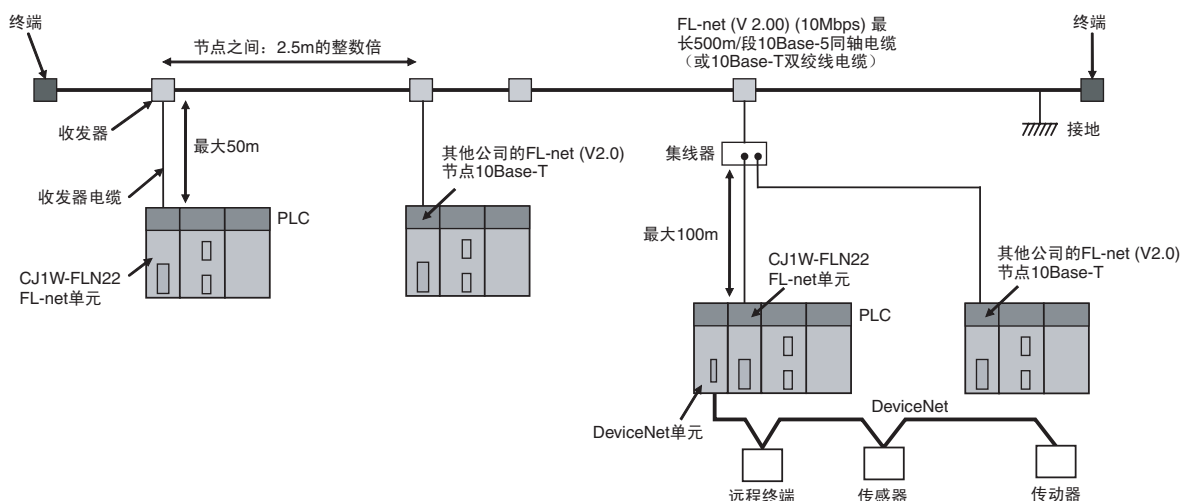 终端
节点之间：2.5m的整数倍
FL-net (V 2.00) (10Mbps) 最
长500m/段10Base-5同轴电缆
（或10Base-T双绞线电缆）
终端
收发器
最大50m
收发器电缆
其他公司的FL-net (V2.0)
节点10Base-T
集线器
接地
PLC
CJ1W-FLN22
FL-net单元
最大100m
CJ1W-FLN22
FL-net单元
其他公司的FL-net (V2.0)
节点10Base-T
PLC
DeviceNet单元
DeviceNet
远程终端
传感器
传动器